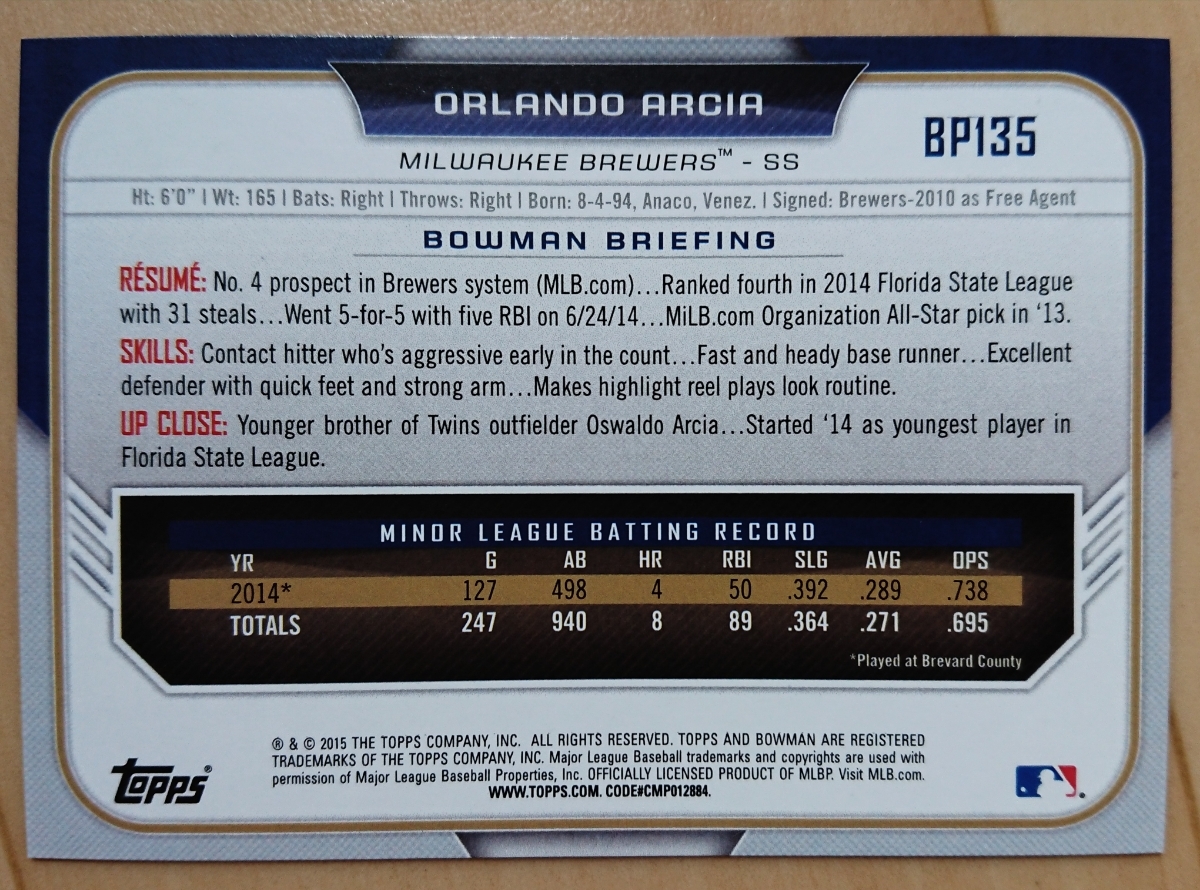 ORLANDO ARCIA
BP135
MILWAUKEE BREWERS™ - SS
Ht: 6'0" | Wt: 165 | Bats: Right | Throws: Right | Born: 8-4-94, Anaco, Venez. | Signed: Brewers-2010 as Free Agent
BOWMAN BRIEFING
RÉSUMÉ: No. 4 prospect in Brewers system (MLB.com)...Ranked fourth in 2014 Florida State League
with 31 steals...Went 5-for-5 with five RBI on 6/24/14...MiLB.com Organization All-Star pick in ‘13.
SKILLS: Contact hitter who's aggressive early in the count...Fast and heady base runner...Excellent
defender with quick feet and strong arm...Makes highlight reel plays look routine.
UP CLOSE: Younger brother of Twins outfielder Oswaldo Arcia...Started ‘14 as youngest player in
Florida State League.
MINOR LEAGUE BATTING RECORD
YR G AB HR RBI SLG AVG OPS
2014* 127 498 4 50 .392 .289 .738
TOTALS 247 940 8 89 .364 .271 .695
*Played at Brevard County
® & © 2015 THE TOPPS COMPANY, INC. ALL RIGHTS RESERVED. TOPPS AND BOWMAN ARE REGISTERED
TRADEMARKS OF THE TOPPS COMPANY, INC. Major League Baseball trademarks and copyrights are used with
permission of Major League Baseball Properties, Inc. OFFICIALLY LICENSED PRODUCT OF MLBP. Visit MLB.com.
WWW.TOPPS.COM. CODE#CMP012884.
TOPPS®